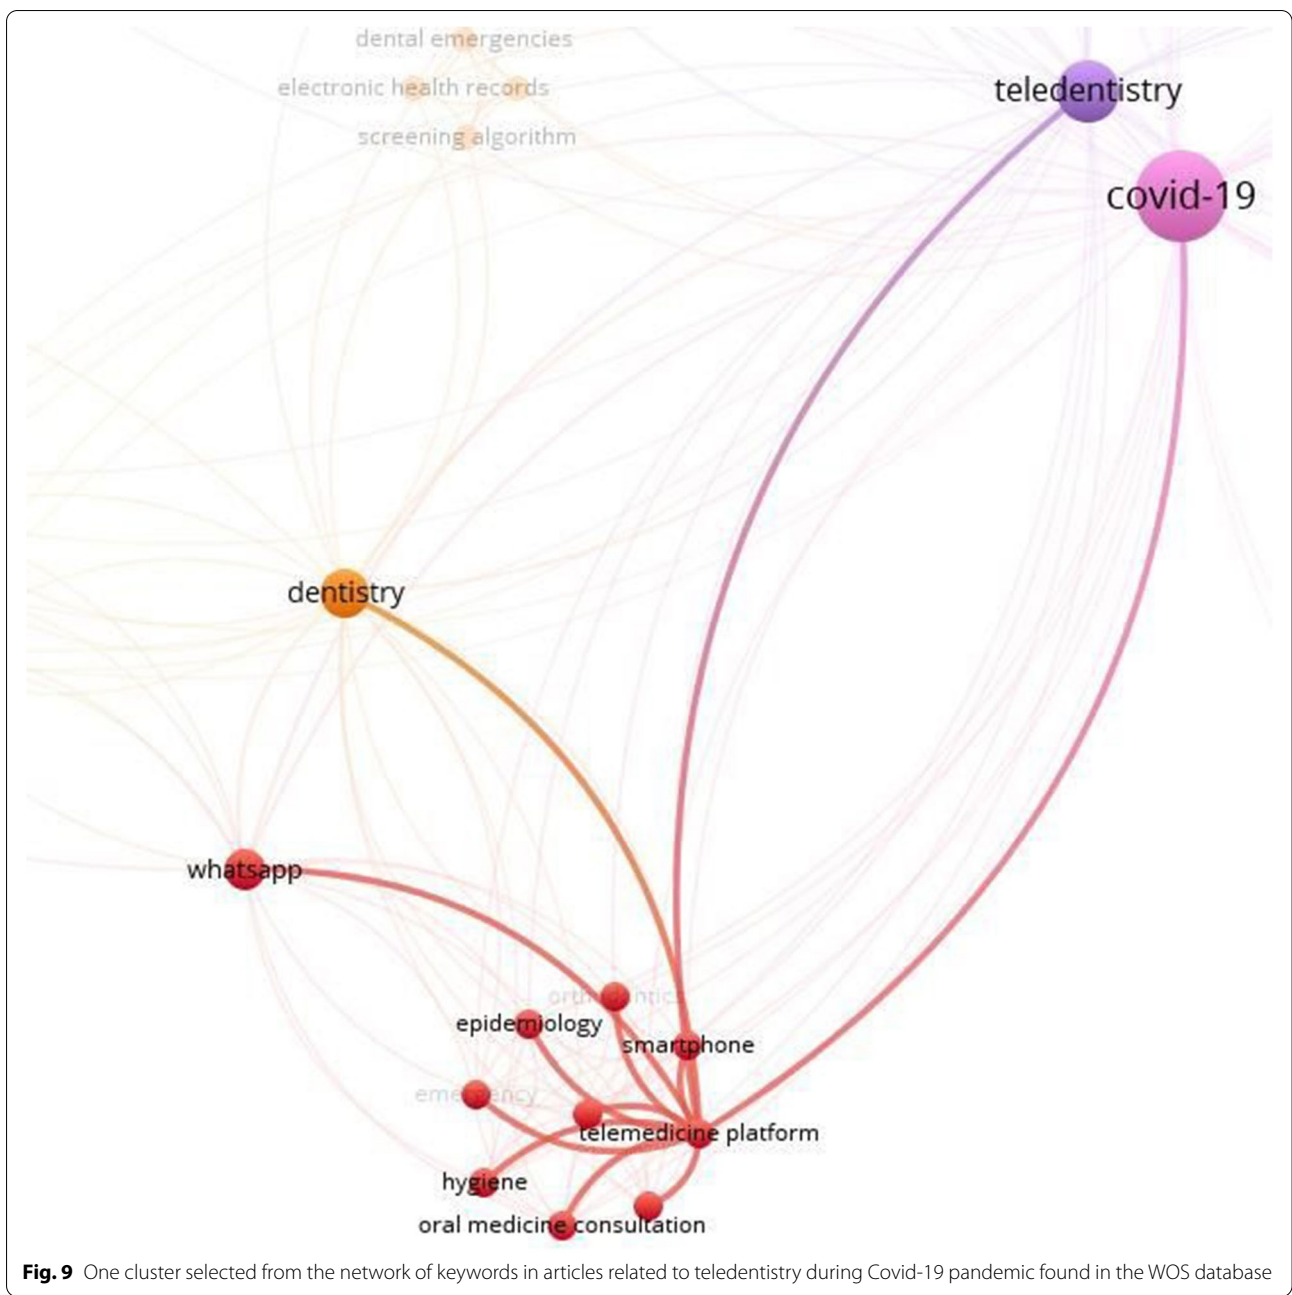 dental emergencies
teledentistry
electronic health records
screening algorithm
covid-19
dentistry
whatsapp
orthodontics
epidemiology
smartphone
emergency
telemedicine platform
hygiene
oral medicine consultation
Fig. 9 One cluster selected from the network of keywords in articles related to teledentistry during Covid-19 pandemic found in the WOS database